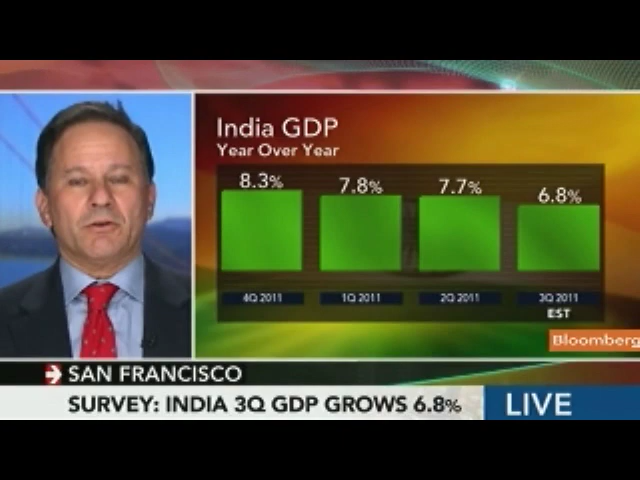 India GDP
Year Over Year
8.3%
7.8%
7.7%
6.8%
4Q 2011
1Q 2011
2Q 2011
3Q 2011
EST
Bloomberg
SAN FRANCISCO
SURVEY: INDIA 3Q GDP GROWS 6.8%
LIVE